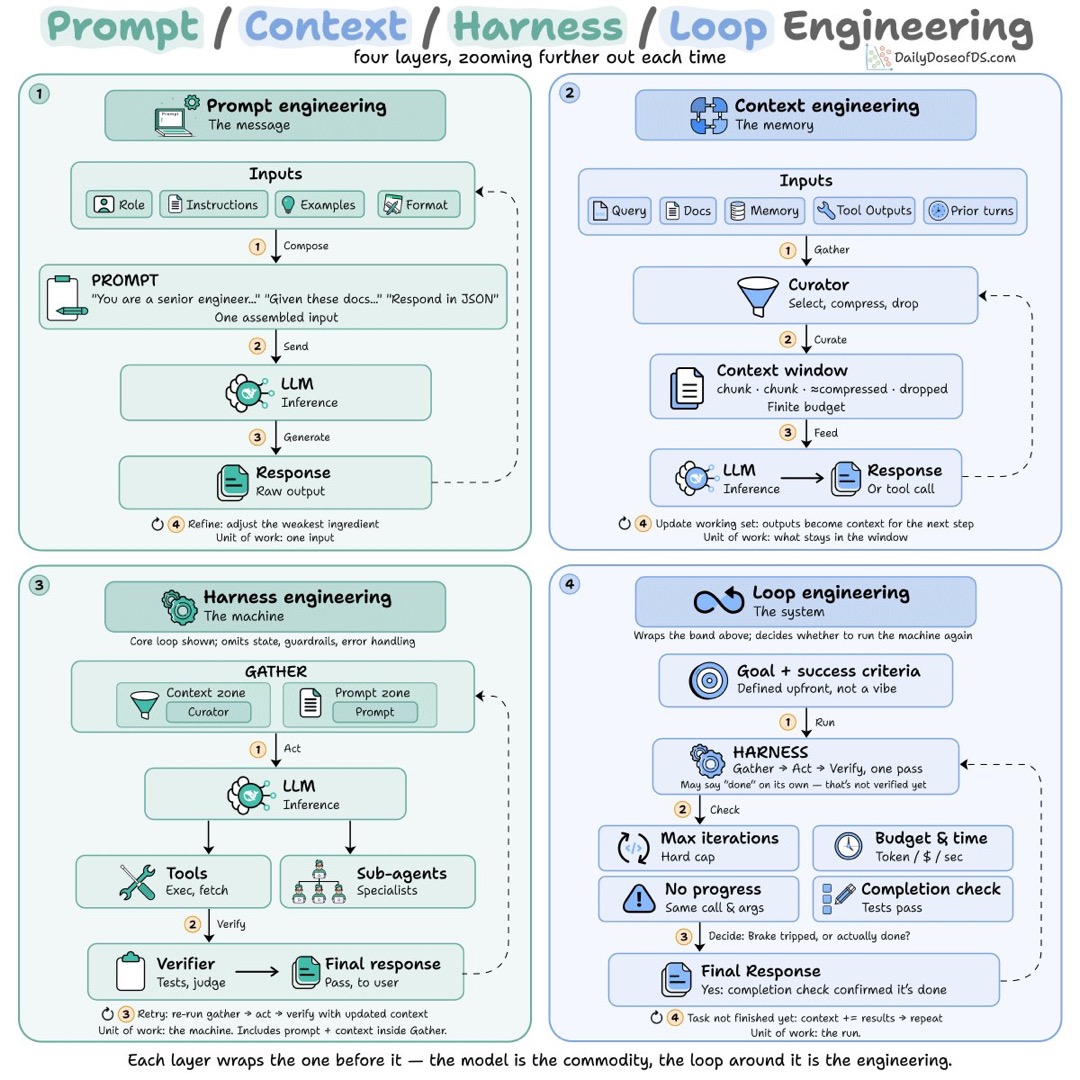 Prompt / Context / Harness / Loop Engineering
four layers, zooming further out each time
DailyDoseofDS.com
1
Prompt engineering
The message
Inputs
Role
Instructions
Examples
Format
1 Compose
PROMPT
"You are a senior engineer..." "Given these docs..." "Respond in JSON"
One assembled input
2 Send
LLM
Inference
3 Generate
Response
Raw output
4 Refine: adjust the weakest ingredient
Unit of work: one input
2
Context engineering
The memory
Inputs
Query
Docs
Memory
Tool Outputs
Prior turns
1 Gather
Curator
Select, compress, drop
2 Curate
Context window
chunk · chunk · ≈compressed · dropped
Finite budget
3 Feed
LLM
Inference
Response
Or tool call
4 Update working set: outputs become context for the next step
Unit of work: what stays in the window
3
Harness engineering
The machine
Core loop shown; omits state, guardrails, error handling
GATHER
Context zone
Curator
Prompt zone
Prompt
1 Act
LLM
Inference
Tools
Exec, fetch
Sub-agents
Specialists
2 Verify
Verifier
Tests, judge
Final response
Pass, to user
3 Retry: re-run gather → act → verify with updated context
Unit of work: the machine. Includes prompt + context inside Gather.
4
Loop engineering
The system
Wraps the band above; decides whether to run the machine again
Goal + success criteria
Defined upfront, not a vibe
1 Run
HARNESS
Gather → Act → Verify, one pass
May say "done" on its own — that's not verified yet
2 Check
Max iterations
Hard cap
Budget & time
Token / $ / sec
No progress
Same call & args
Completion check
Tests pass
3 Decide: Brake tripped, or actually done?
Final Response
Yes: completion check confirmed it's done
4 Task not finished yet: context += results → repeat
Unit of work: the run.
Each layer wraps the one before it — the model is the commodity, the loop around it is the engineering.